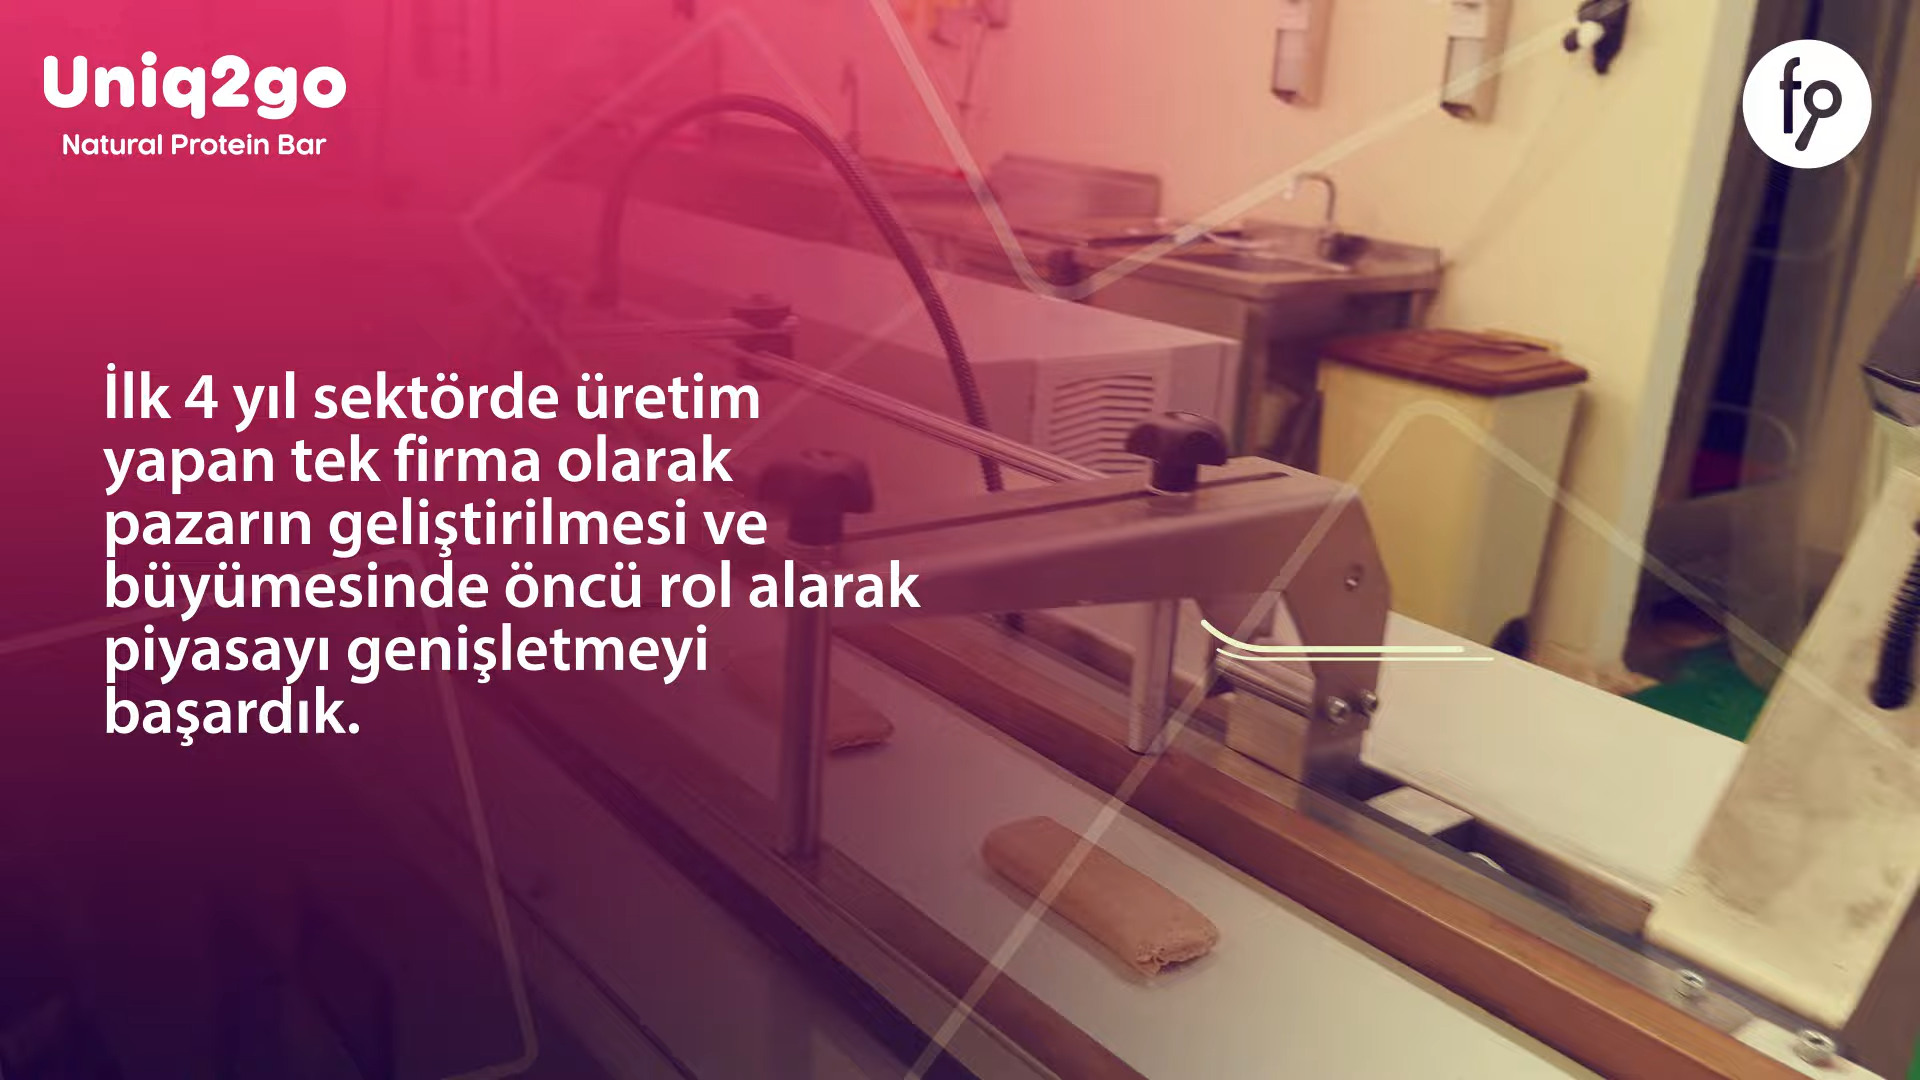 Uniq2go
Natural Protein Bar
fp
İlk 4 yıl sektörde üretim
yapan tek firma olarak
pazarın geliştirilmesi ve
büyümesinde öncü rol alarak
piyasayı genişletmeyi
başardık.